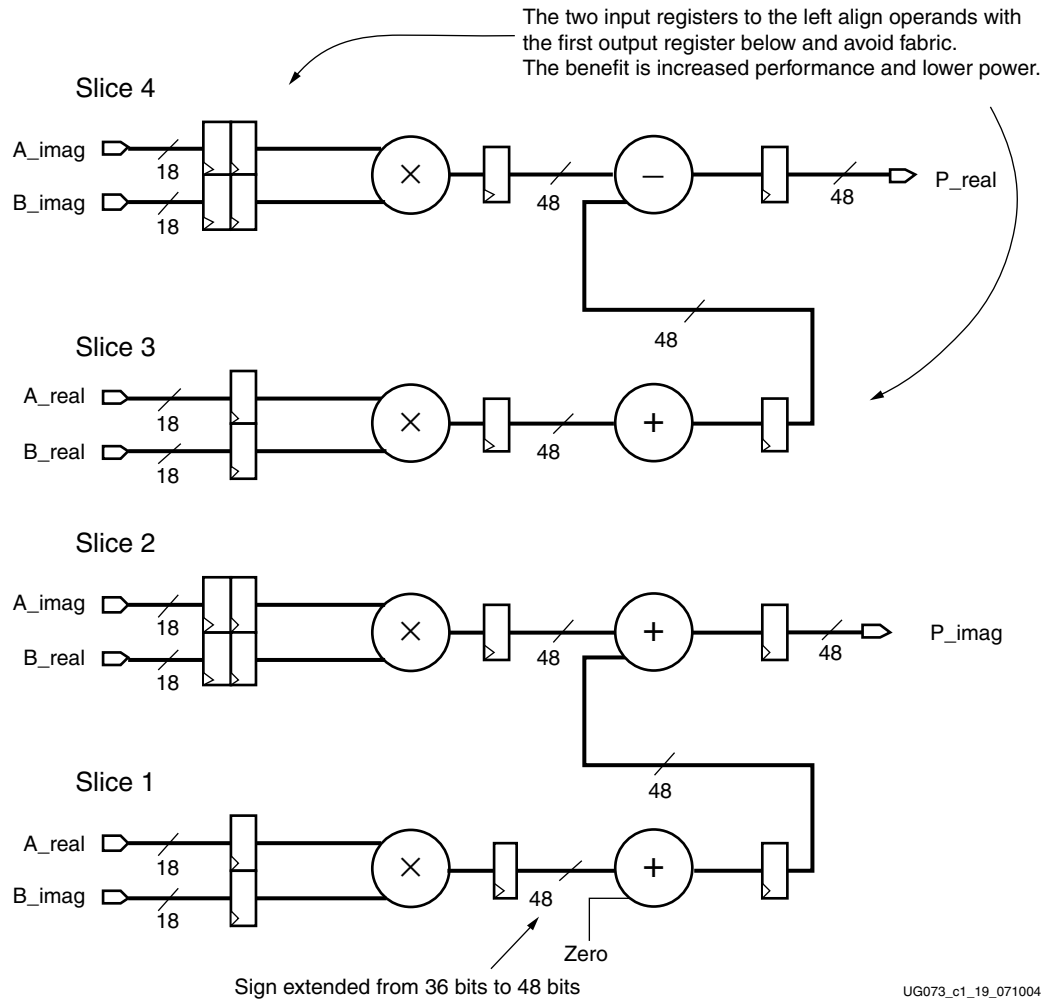 The two input registers to the left align operands with
the first output register below and avoid fabric.
The benefit is increased performance and lower power.
Slice 4
A_imag
18
B_imag
18
×
48
–
48
P_real
48
Slice 3
A_real
18
B_real
18
×
48
+
Slice 2
A_imag
18
B_real
18
×
48
+
48
P_imag
48
Slice 1
A_real
18
B_imag
18
×
48
+
Zero
Sign extended from 36 bits to 48 bits
UG073_c1_19_071004